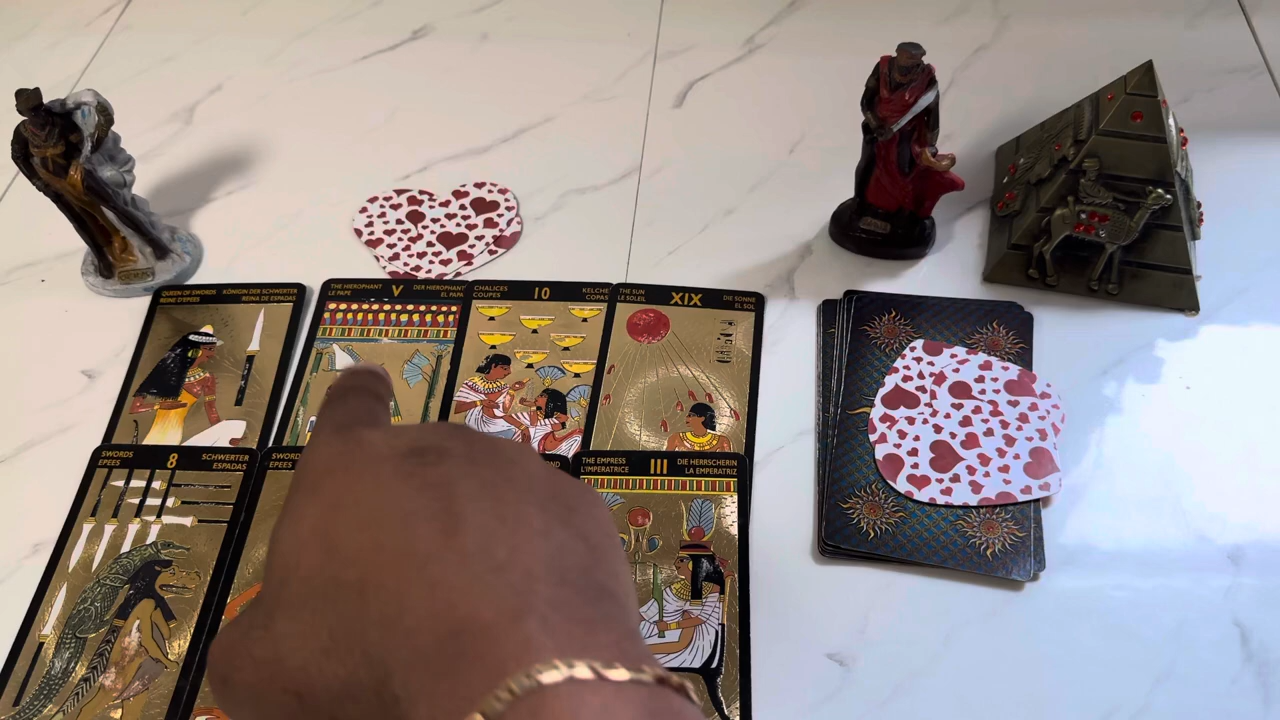 QUEEN OF SWORDS KÖNIGIN DER SCHWERTER
REINE D'EPEES REINA DE ESPADAS
THE HIEROPHANT V DER HIEROPHANT
LE PAPE EL PAPA
CHALICES 10 KELCHE
COUPES COPAS
THE SUN XIX DIE SONNE
LE SOLEIL EL SOL
SWORDS 8 SCHWERTER
EPEES ESPADAS
SWORDS
EPEES
THE EMPRESS III DIE HERRSCHERIN
L'IMPERATRICE LA EMPERATRIZ